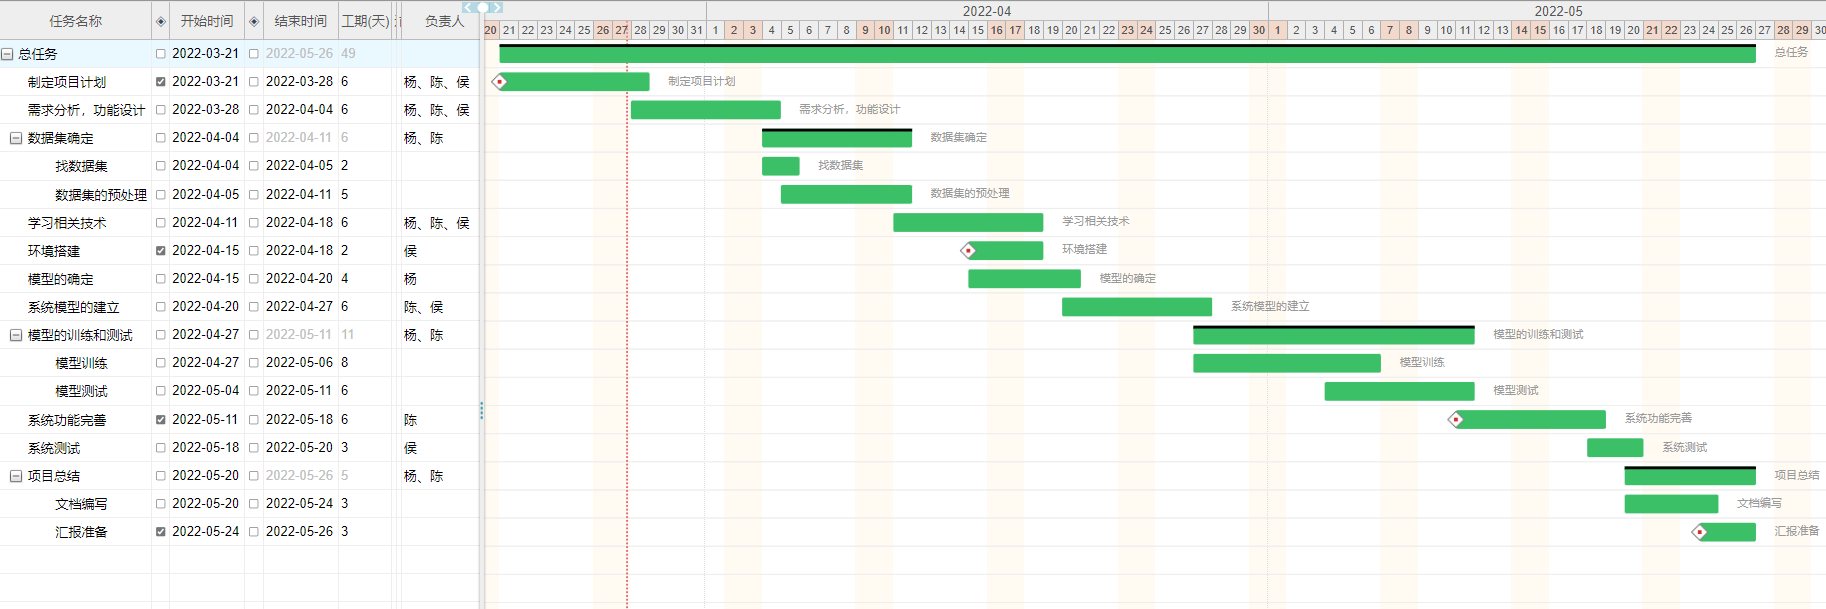 任务名称 开始时间 结束时间 工期(天) 负责人
2022-04 2022-05
20 21 22 23 24 25 26 27 28 29 30 31 1 2 3 4 5 6 7 8 9 10 11 12 13 14 15 16 17 18 19 20 21 22 23 24 25 26 27 28 29 30 1 2 3 4 5 6 7 8 9 10 11 12 13 14 15 16 17 18 19 20 21 22 23 24 25 26 27 28 29 30
总任务 2022-03-21 2022-05-26 49 总任务
制定项目计划 2022-03-21 2022-03-28 6 杨、陈、侯 制定项目计划
需求分析，功能设计 2022-03-28 2022-04-04 6 杨、陈、侯 需求分析，功能设计
数据集确定 2022-04-04 2022-04-11 6 杨、陈 数据集确定
找数据集 2022-04-04 2022-04-05 2 找数据集
数据集的预处理 2022-04-05 2022-04-11 5 数据集的预处理
学习相关技术 2022-04-11 2022-04-18 6 杨、陈、侯 学习相关技术
环境搭建 2022-04-15 2022-04-18 2 侯 环境搭建
模型的确定 2022-04-15 2022-04-20 4 杨 模型的确定
系统模型的建立 2022-04-20 2022-04-27 6 陈、侯 系统模型的建立
模型的训练和测试 2022-04-27 2022-05-11 11 杨、陈 模型的训练和测试
模型训练 2022-04-27 2022-05-06 8 模型训练
模型测试 2022-05-04 2022-05-11 6 模型测试
系统功能完善 2022-05-11 2022-05-18 6 陈 系统功能完善
系统测试 2022-05-18 2022-05-20 3 侯 系统测试
项目总结 2022-05-20 2022-05-26 5 杨、陈 项目总结
文档编写 2022-05-20 2022-05-24 3 文档编写
汇报准备 2022-05-24 2022-05-26 3 汇报准备